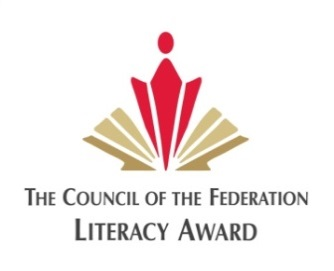 THE COUNCIL OF THE FEDERATION
LITERACY AWARD